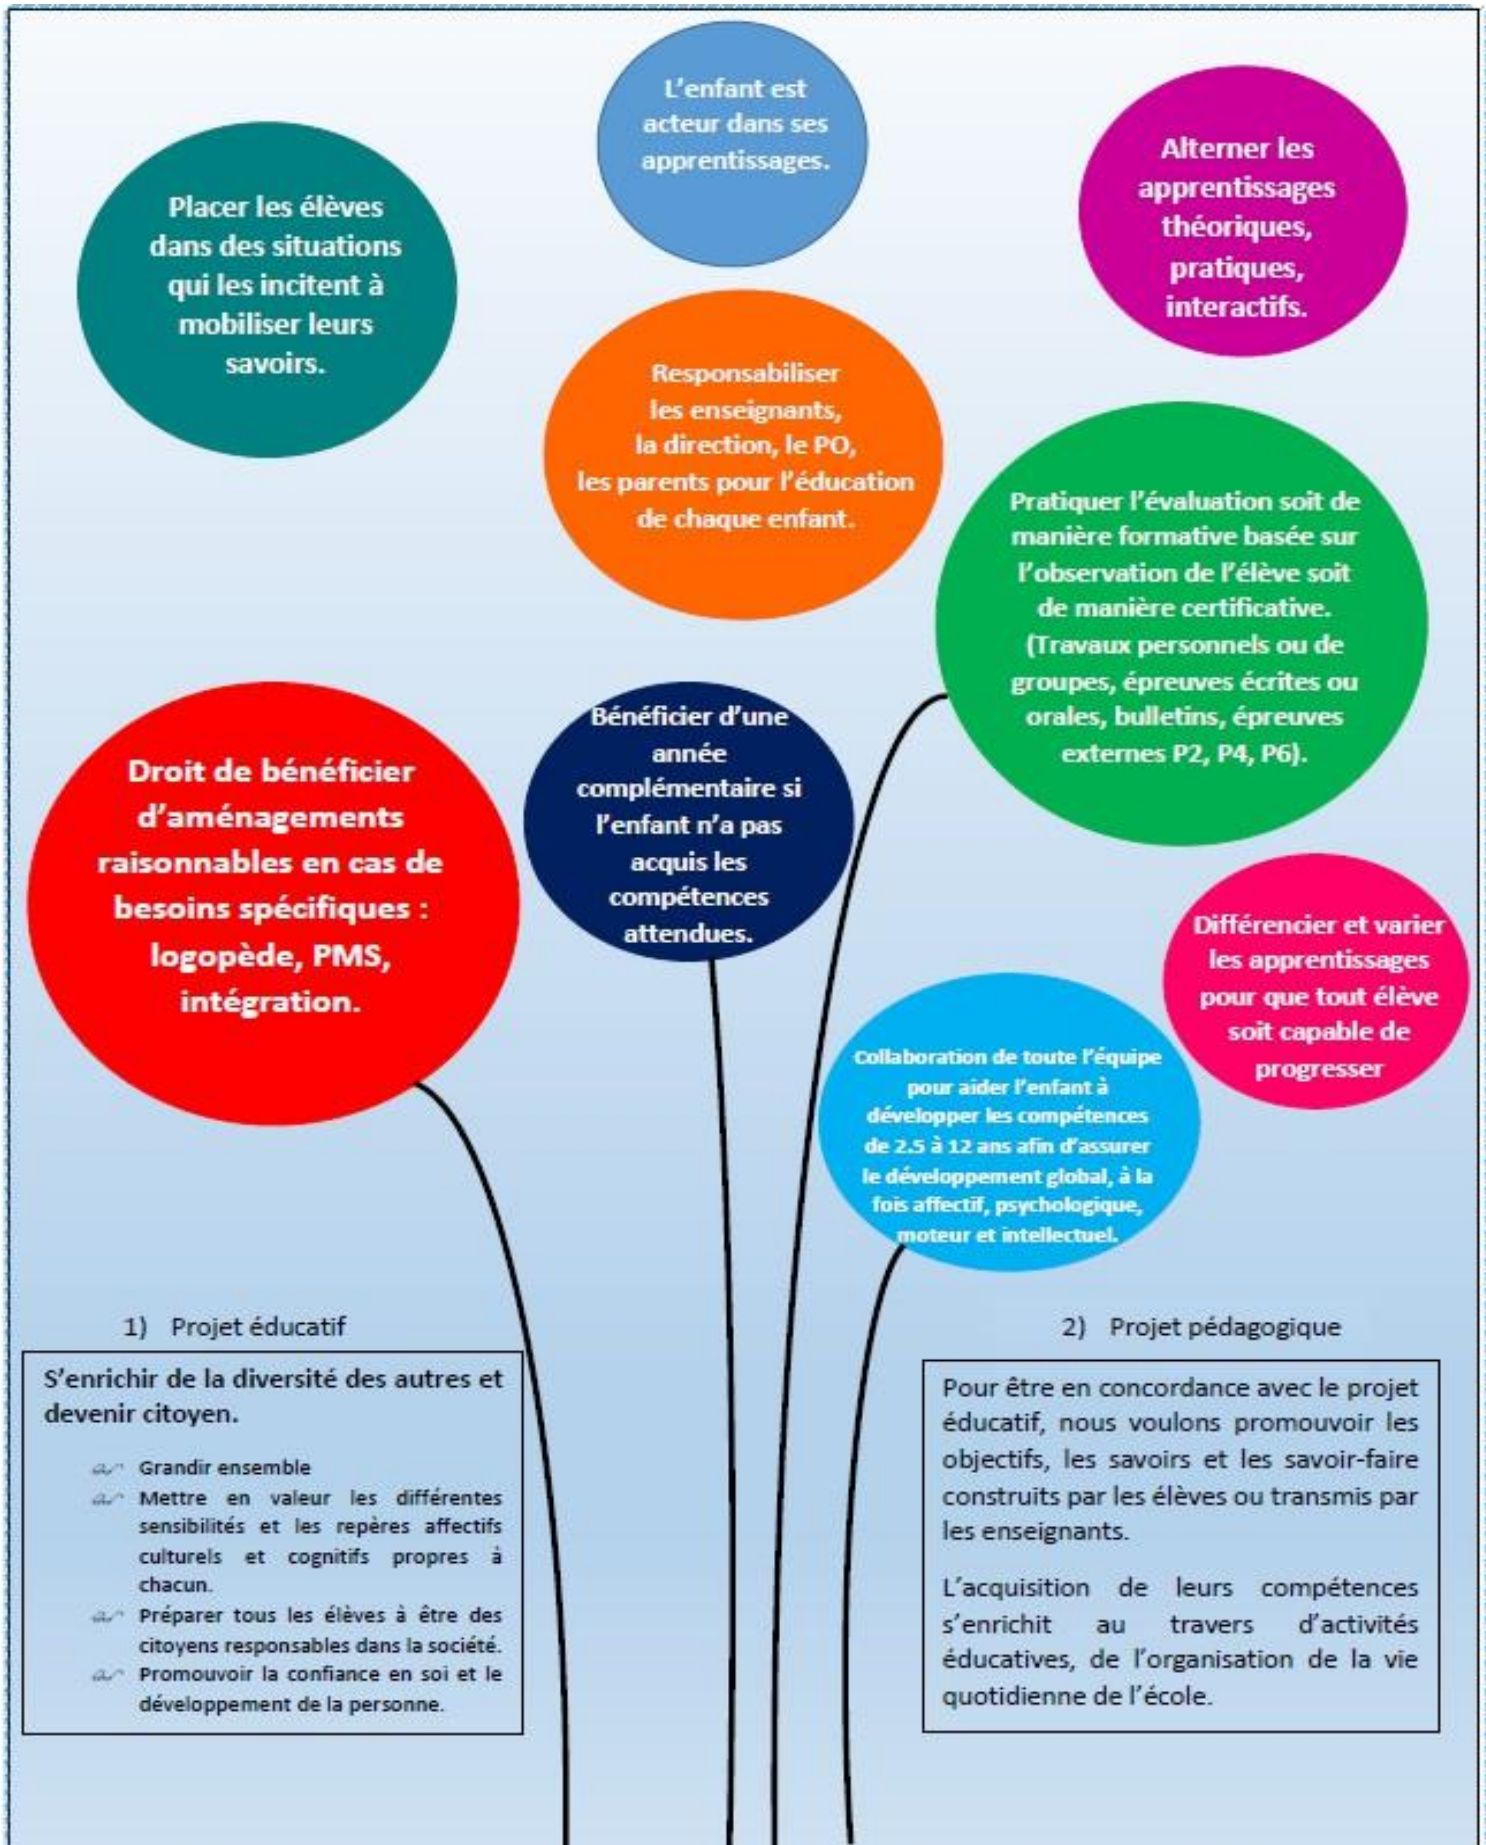 L'enfant est
acteur dans ses
apprentissages.
Alterner les
apprentissages
théoriques,
pratiques,
interactifs.
Placer les élèves
dans des situations
qui les incitent à
mobiliser leurs
savoirs.
Responsabiliser
les enseignants,
la direction, le PO,
les parents pour l'éducation
de chaque enfant.
Pratiquer l'évaluation soit de
manière formative basée sur
l'observation de l'élève soit
de manière certificative.
(Travaux personnels ou de
groupes, épreuves écrites ou
orales, bulletins, épreuves
externes P2, P4, P6).
Droit de bénéficier
d'aménagements
raisonnables en cas de
besoins spécifiques :
logopède, PMS,
intégration.
Bénéficier d'une
année
complémentaire si
l'enfant n'a pas
acquis les
compétences
attendues.
Différencier et varier
les apprentissages
pour que tout élève
soit capable de
progresser
Collaboration de toute l'équipe
pour aider l'enfant à
développer les compétences
de 2.5 à 12 ans afin d'assurer
le développement global, à la
fois affectif, psychologique,
moteur et intellectuel.
1) Projet éducatif
S'enrichir de la diversité des autres et
devenir citoyen.
Grandir ensemble
Mettre en valeur les différentes
sensibilités et les repères affectifs
culturels et cognitifs propres à
chacun.
Préparer tous les élèves à être des
citoyens responsables dans la société.
Promouvoir la confiance en soi et le
développement de la personne.
2) Projet pédagogique
Pour être en concordance avec le projet
éducatif, nous voulons promouvoir les
objectifs, les savoirs et les savoir-faire
construits par les élèves ou transmis par
les enseignants.
L'acquisition de leurs compétences
s'enrichit au travers d'activités
éducatives, de l'organisation de la vie
quotidienne de l'école.